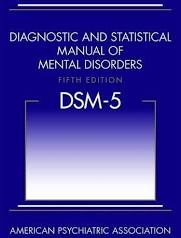 DIAGNOSTIC AND STATISTICAL
MANUAL OF
MENTAL DISORDERS
FIFTH EDITION
DSM-5
AMERICAN PSYCHIATRIC ASSOCIATION